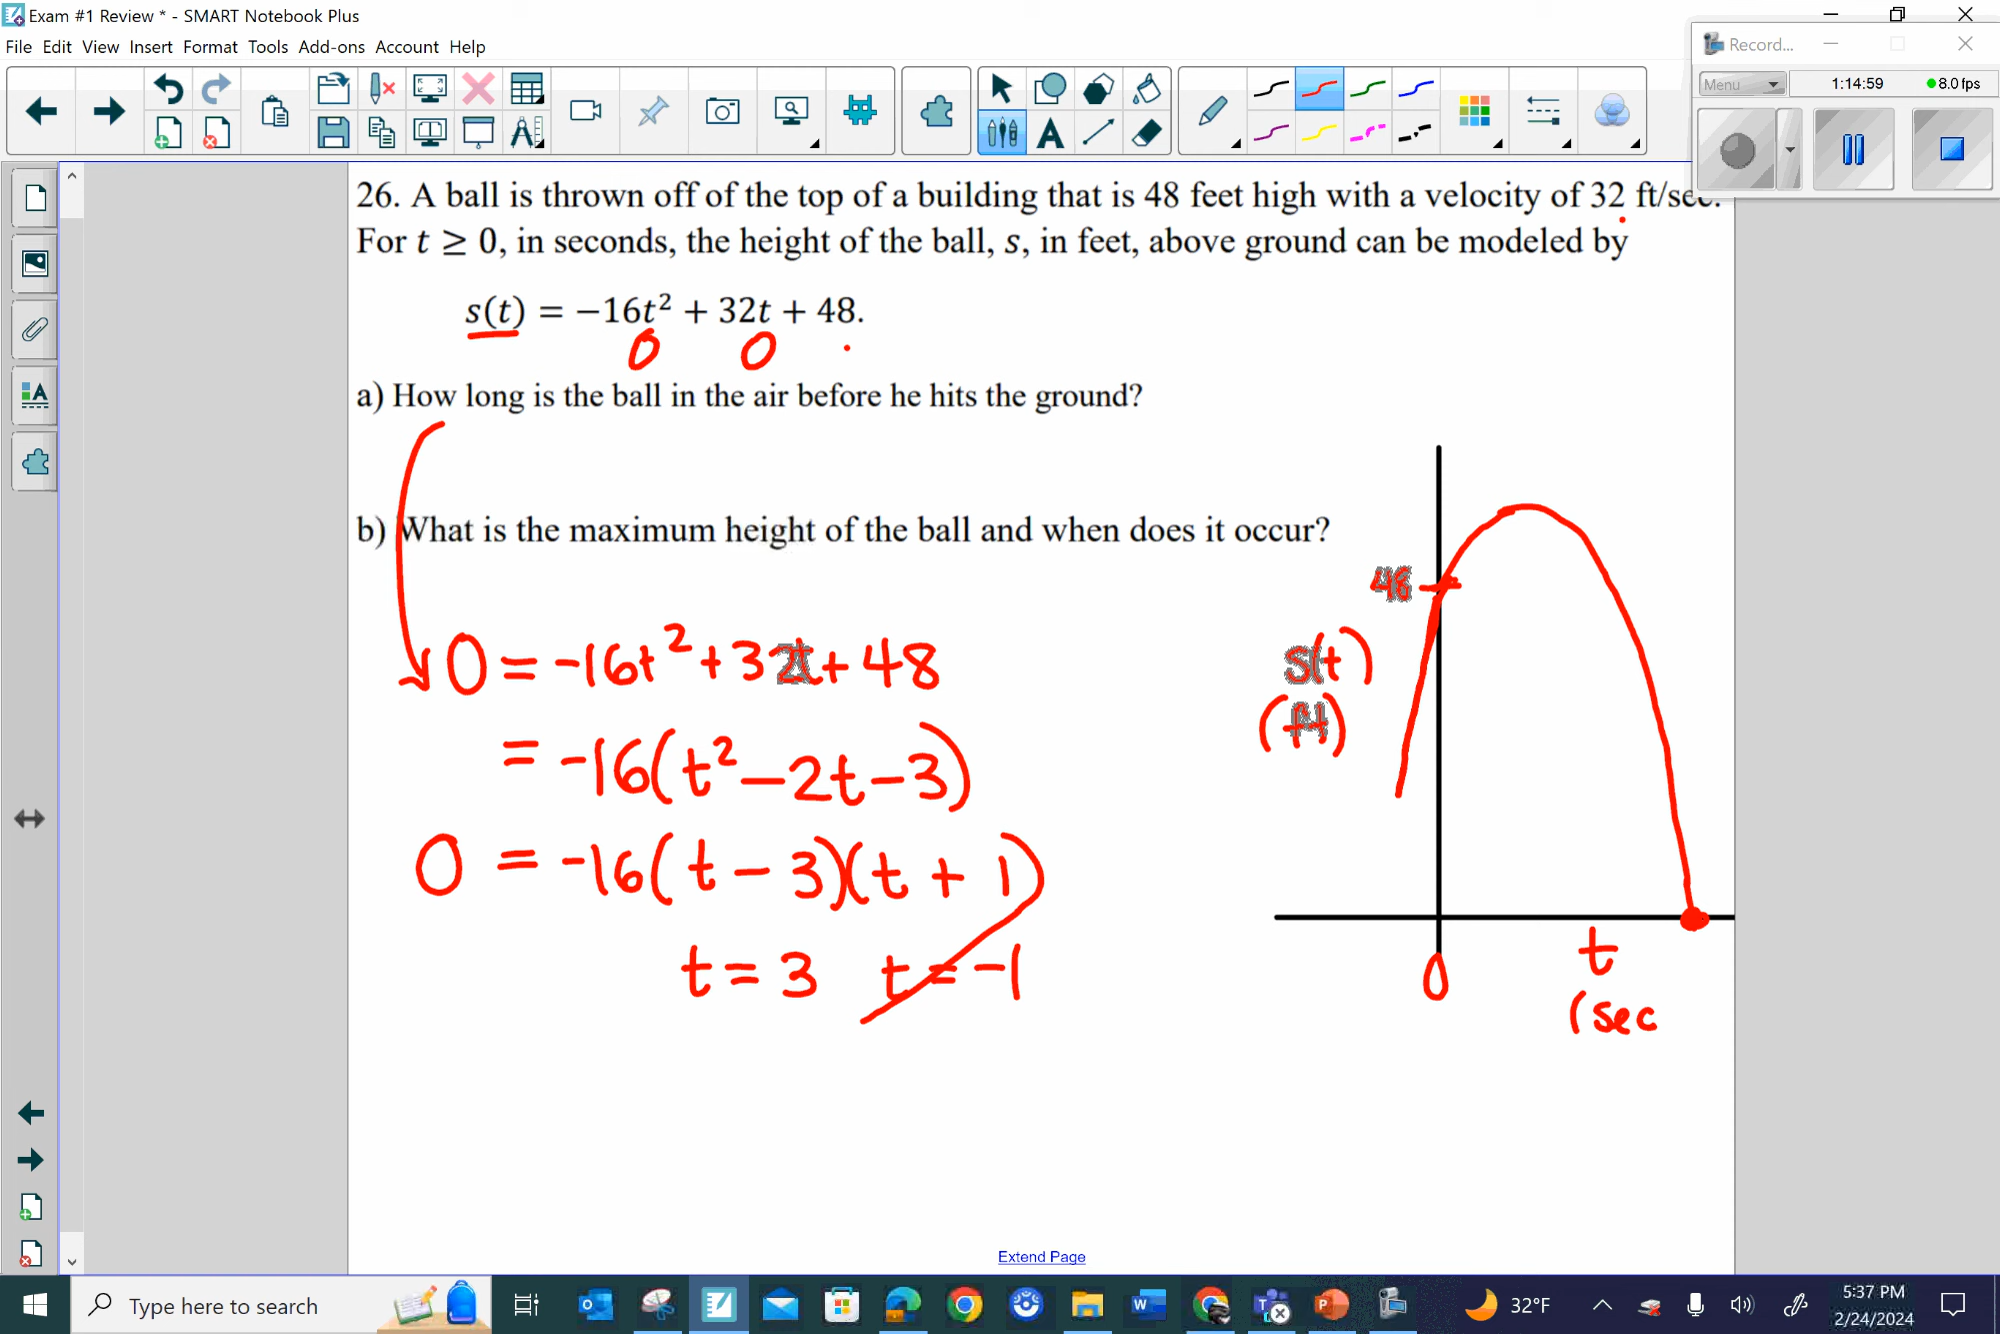 Exam #1 Review * - SMART Notebook Plus
File Edit View Insert Format Tools Add-ons Account Help
Record...
Menu
1:14:59
8.0 fps
26. A ball is thrown off of the top of a building that is 48 feet high with a velocity of 32 ft/sec.
For t ≥ 0, in seconds, the height of the ball, s, in feet, above ground can be modeled by
s(t) = −16t² + 32t + 48.
0 0
a) How long is the ball in the air before he hits the ground?
b) What is the maximum height of the ball and when does it occur?
48
0 = -16t² + 32t + 48
s(t)
(ft)
= -16(t² - 2t - 3)
0 = -16(t - 3)(t + 1)
t = 3 t = -1
0
t
(sec
Extend Page
Type here to search
32°F
5:37 PM
2/24/2024